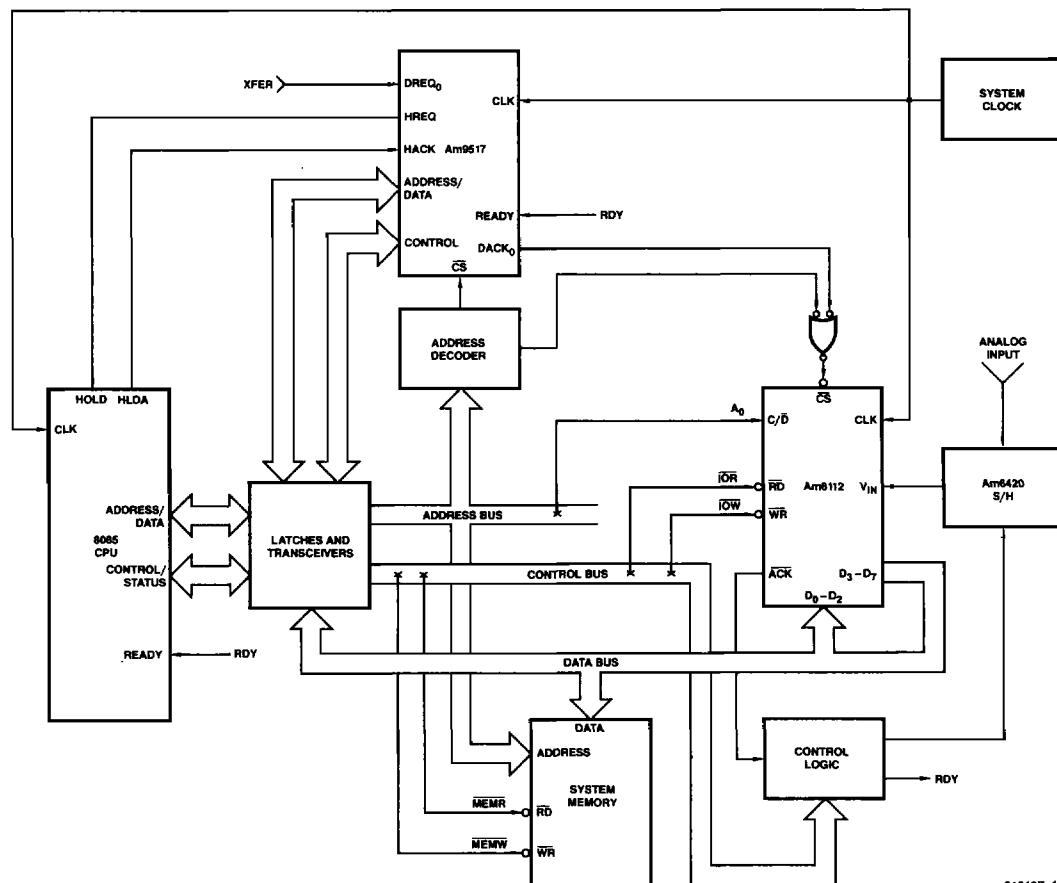 XFER
DREQ0
CLK
SYSTEM
CLOCK
HREQ
HACK Am9517
ADDRESS/
DATA
READY
RDY
CONTROL
DACK0
CS
ADDRESS
DECODER
ANALOG
INPUT
HOLD HLDA
CLK
A0
C/D
CS
CLK
IOR
RD
Am6112
VIN
Am6420
S/H
IOW
WR
ADDRESS/
DATA
8085
CPU
CONTROL/
STATUS
LATCHES AND
TRANSCEIVERS
ADDRESS BUS
CONTROL BUS
ACK
D3–D7
D0–D2
READY
RDY
DATA BUS
DATA
ADDRESS
SYSTEM
MEMORY
CONTROL
LOGIC
RDY
MEMR
RD
MEMW
WR